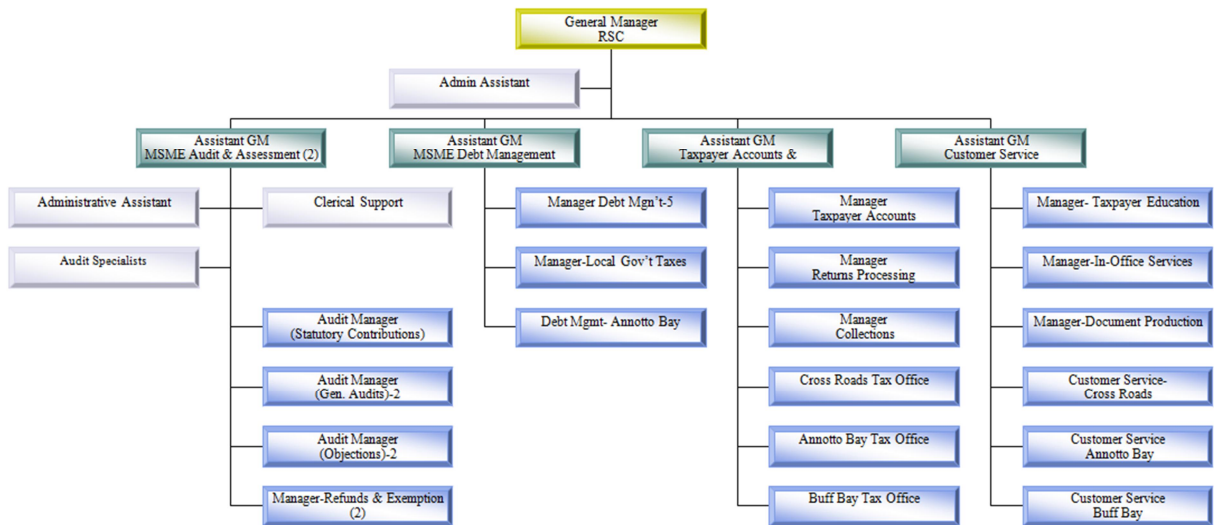 General Manager
RSC
Admin Assistant
Assistant GM
MSME Audit & Assessment (2)
Assistant GM
MSME Debt Management
Assistant GM
Taxpayer Accounts &
Assistant GM
Customer Service
Administrative Assistant
Clerical Support
Audit Specialists
Audit Manager
(Statutory Contributions)
Audit Manager
(Gen. Audits)-2
Audit Manager
(Objections)-2
Manager-Refunds & Exemption
(2)
Manager Debt Mgn't-5
Manager-Local Gov't Taxes
Debt Mgmt- Annotto Bay
Manager
Taxpayer Accounts
Manager
Returns Processing
Manager
Collections
Cross Roads Tax Office
Annotto Bay Tax Office
Buff Bay Tax Office
Manager- Taxpayer Education
Manager-In-Office Services
Manager-Document Production
Customer Service-
Cross Roads
Customer Service
Annotto Bay
Customer Service
Buff Bay